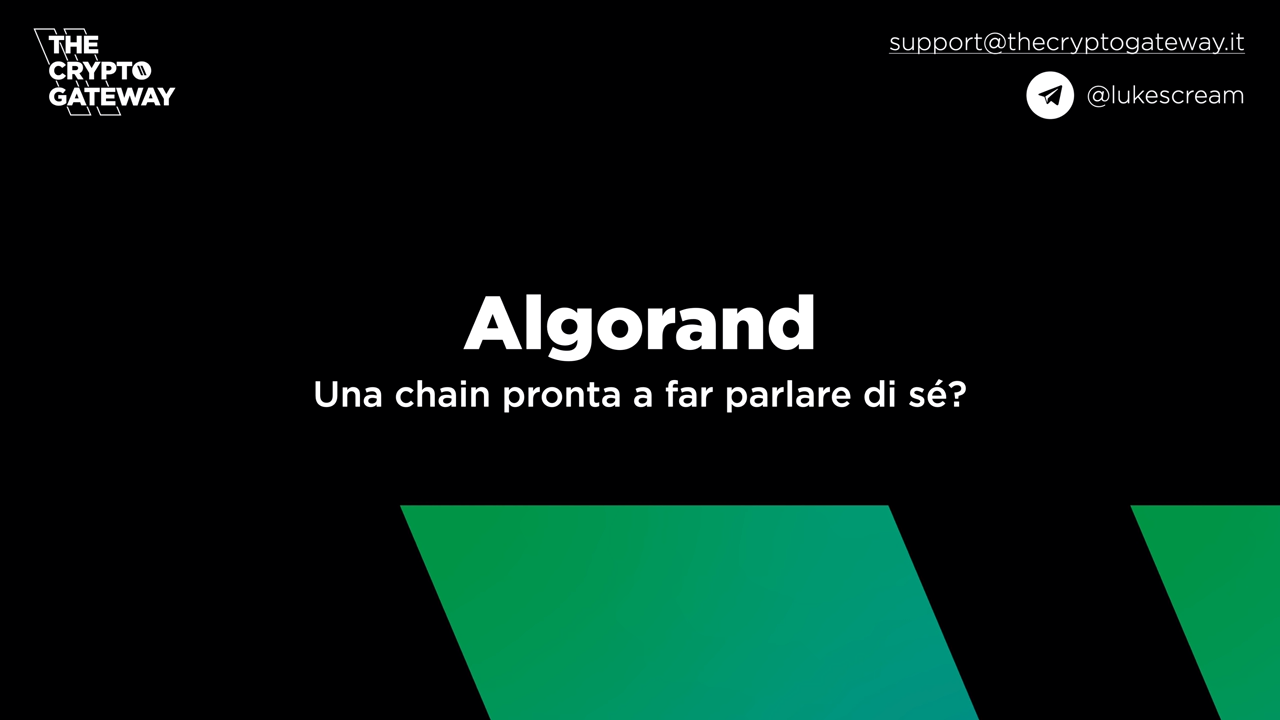 THE
CRYPTO
GATEWAY
support@thecryptogateway.it
@lukescream
Algorand
Una chain pronta a far parlare di sé?